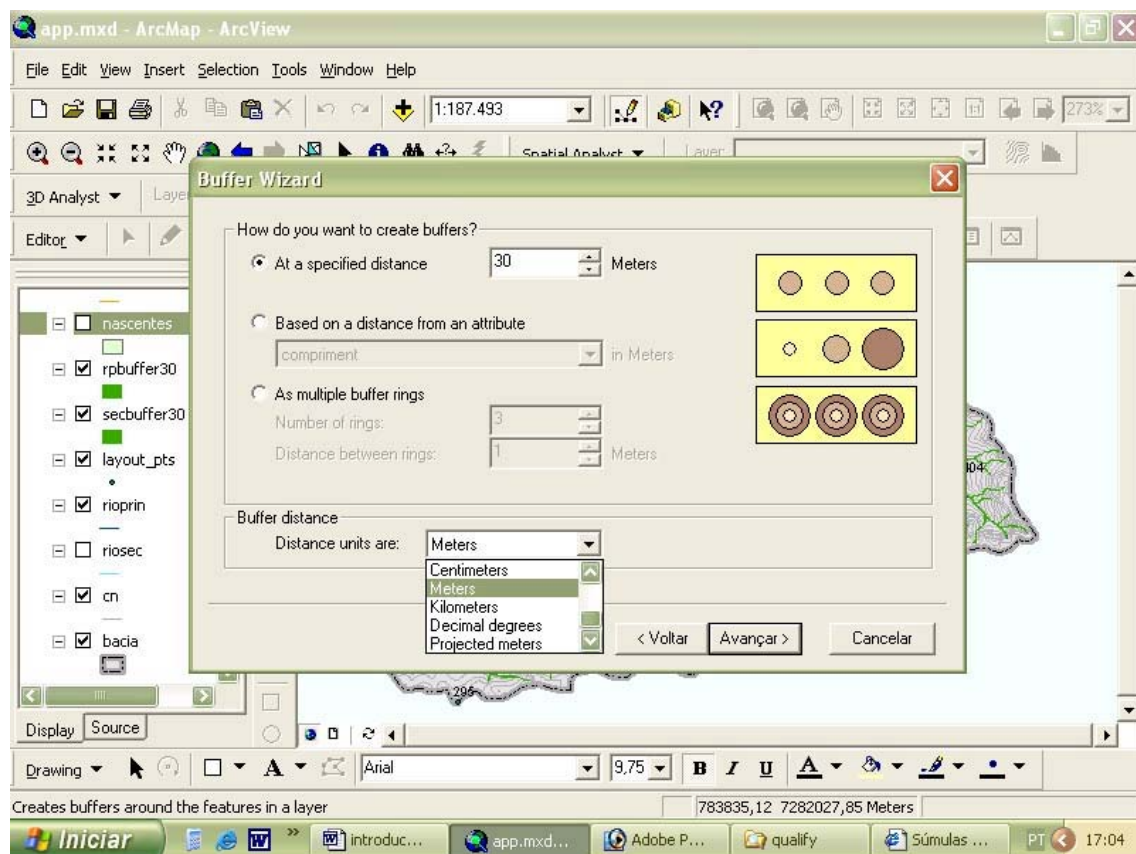 app.mxd - ArcMap - ArcView
File Edit View Insert Selection Tools Window Help
1:187.493
273%
Spatial Analyst
Layer
3D Analyst
Editor
Buffer Wizard
How do you want to create buffers?
At a specified distance 30 Meters
Based on a distance from an attribute
compriment in Meters
As multiple buffer rings
Number of rings: 3
Distance between rings: 1 Meters
Buffer distance
Distance units are: Meters
Centimeters
Meters
Kilometers
Decimal degrees
Projected meters
< Voltar Avançar > Cancelar
nascentes
rpbuffer30
secbuffer30
layout_pts
rioprin
riosec
cn
bacia
295
Display Source
Drawing A Arial 9,75 B I U A
Creates buffers around the features in a layer 783835,12 7282027,85 Meters
Iniciar » introduc... app.mxd... Adobe P... qualify Súmulas ... PT 17:04